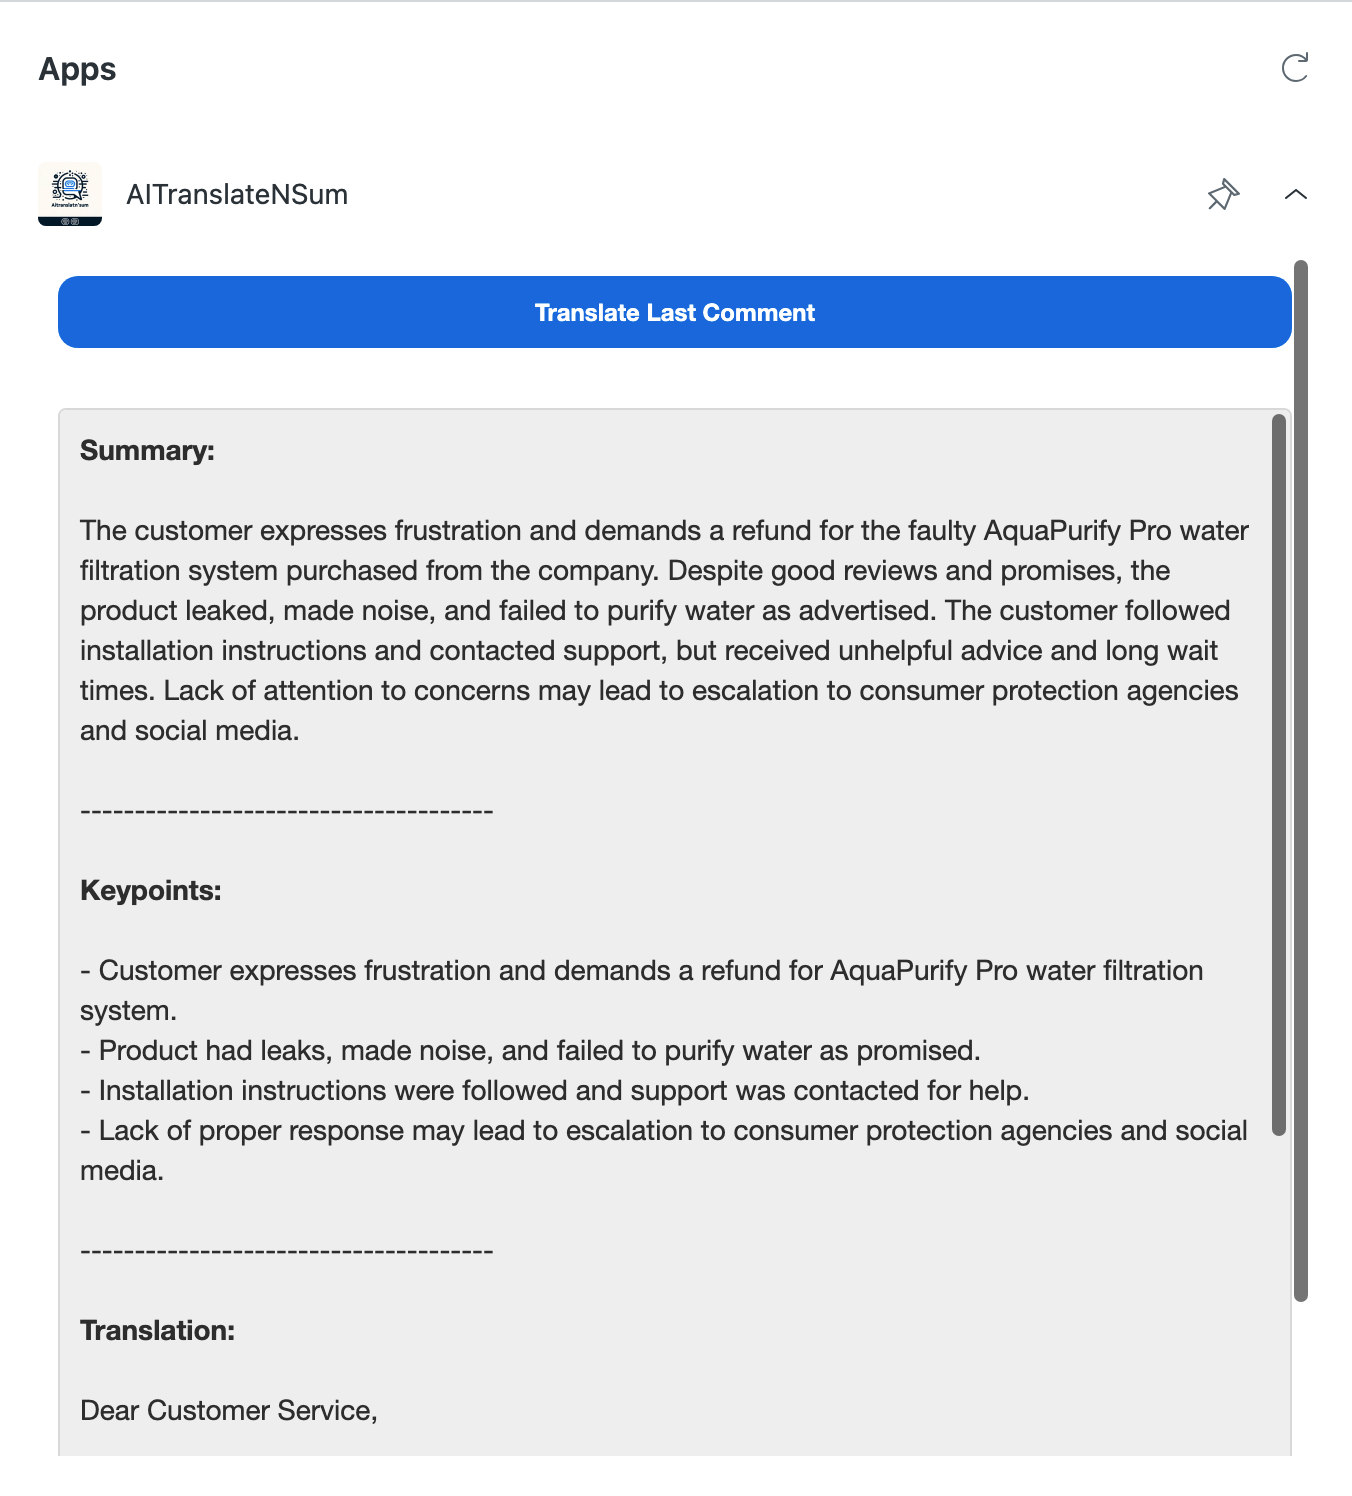 Apps
AITranslateNSum
Translate Last Comment
Summary:
The customer expresses frustration and demands a refund for the faulty AquaPurify Pro water
filtration system purchased from the company. Despite good reviews and promises, the
product leaked, made noise, and failed to purify water as advertised. The customer followed
installation instructions and contacted support, but received unhelpful advice and long wait
times. Lack of attention to concerns may lead to escalation to consumer protection agencies
and social media.
--------------------------------------
Keypoints:
- Customer expresses frustration and demands a refund for AquaPurify Pro water filtration
system.
- Product had leaks, made noise, and failed to purify water as promised.
- Installation instructions were followed and support was contacted for help.
- Lack of proper response may lead to escalation to consumer protection agencies and social
media.
--------------------------------------
Translation:
Dear Customer Service,